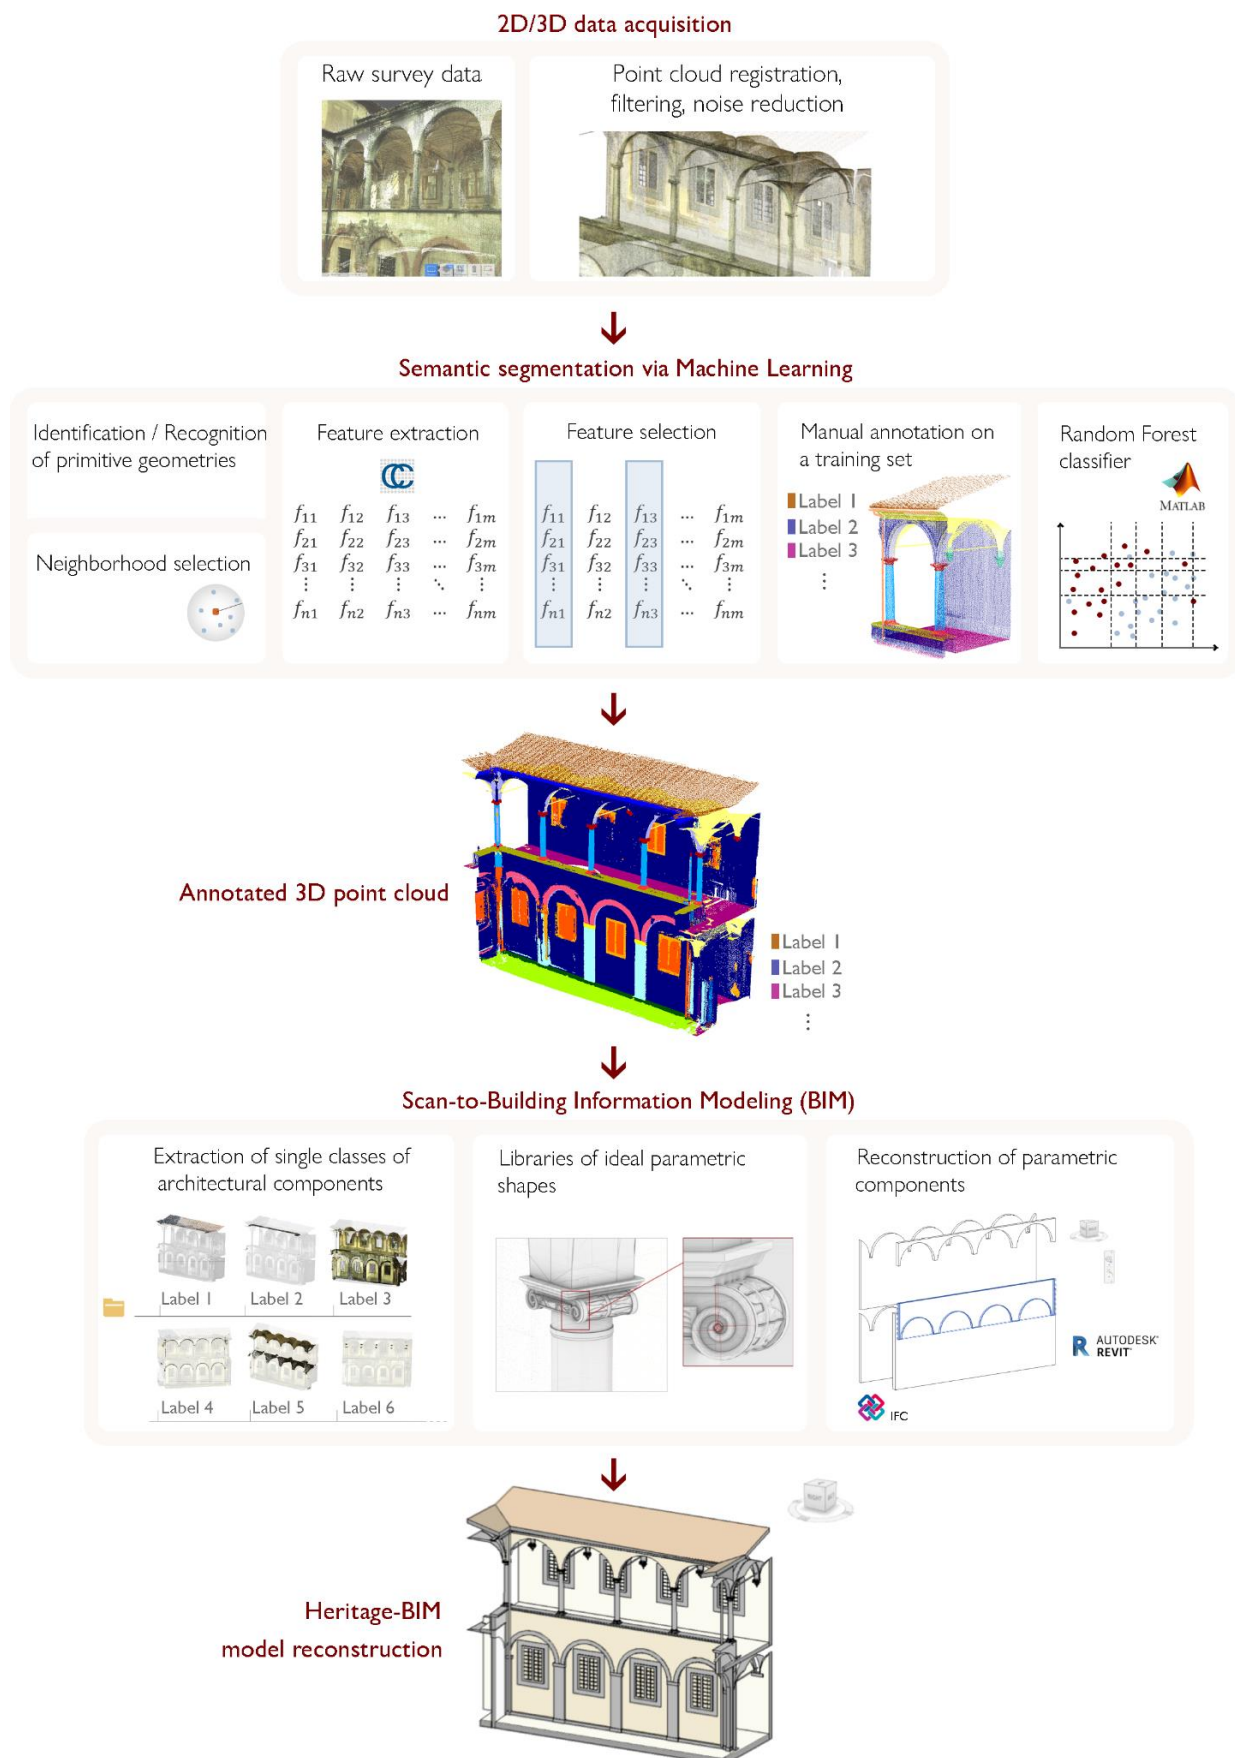 2D/3D data acquisition
Raw survey data
Point cloud registration,
filtering, noise reduction
Semantic segmentation via Machine Learning
Identification / Recognition
of primitive geometries
Neighborhood selection
Feature extraction
CC
f11 f12 f13 ... f1m
f21 f22 f23 ... f2m
f31 f32 f33 ... f3m
⋮ ⋮ ⋮ ⋱ ⋮
fn1 fn2 fn3 ... fnm
Feature selection
f11 f12 f13 ... f1m
f21 f22 f23 ... f2m
f31 f32 f33 ... f3m
⋮ ⋮ ⋮ ⋱ ⋮
fn1 fn2 fn3 ... fnm
Manual annotation on
a training set
Label 1
Label 2
Label 3
⋮
Random Forest
classifier
MATLAB
Annotated 3D point cloud
Label 1
Label 2
Label 3
⋮
Scan-to-Building Information Modeling (BIM)
Extraction of single classes of
architectural components
Label 1 Label 2 Label 3
Label 4 Label 5 Label 6
Libraries of ideal parametric
shapes
Reconstruction of parametric
components
R AUTODESK
REVIT
IFC
Heritage-BIM
model reconstruction